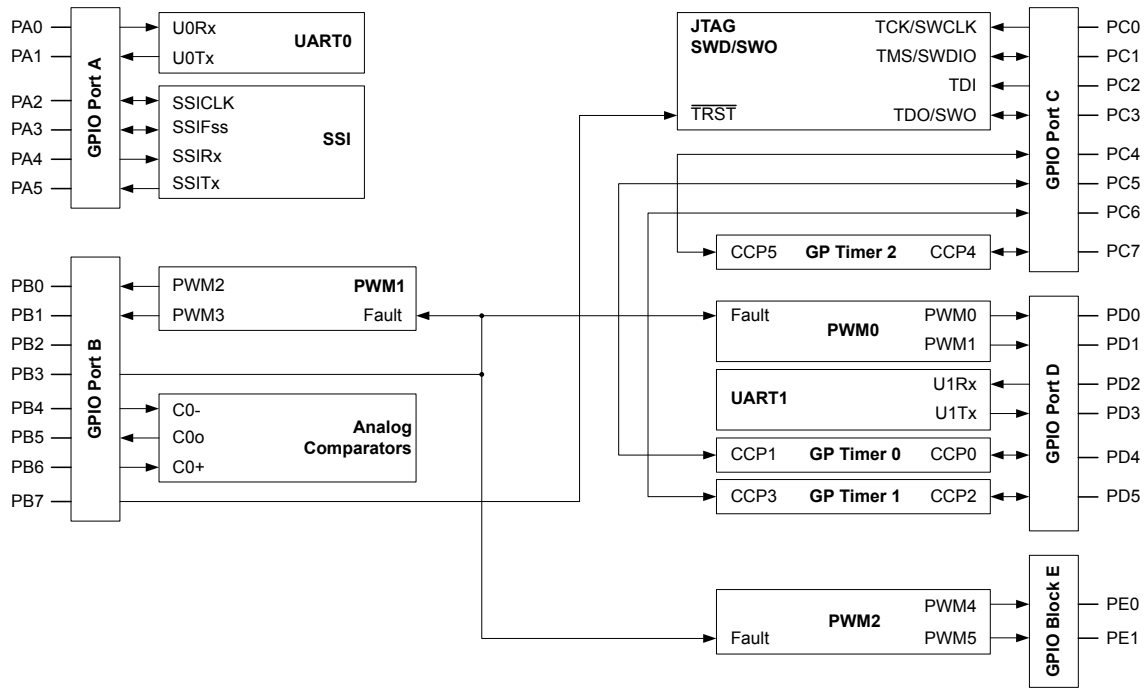 PA0
PA1
PA2
PA3
PA4
PA5
GPIO Port A
U0Rx
U0Tx
UART0
SSICLK
SSIFss
SSIRx
SSITx
SSI
PB0
PB1
PB2
PB3
PB4
PB5
PB6
PB7
GPIO Port B
PWM2
PWM3
PWM1
Fault
C0-
C0o
C0+
Analog
Comparators
JTAG
SWD/SWO
TRST
TCK/SWCLK
TMS/SWDIO
TDI
TDO/SWO
CCP5 GP Timer 2 CCP4
GPIO Port C
PC0
PC1
PC2
PC3
PC4
PC5
PC6
PC7
Fault
PWM0
PWM0
PWM1
UART1
U1Rx
U1Tx
CCP1 GP Timer 0 CCP0
CCP3 GP Timer 1 CCP2
GPIO Port D
PD0
PD1
PD2
PD3
PD4
PD5
Fault
PWM2
PWM4
PWM5
GPIO Block E
PE0
PE1